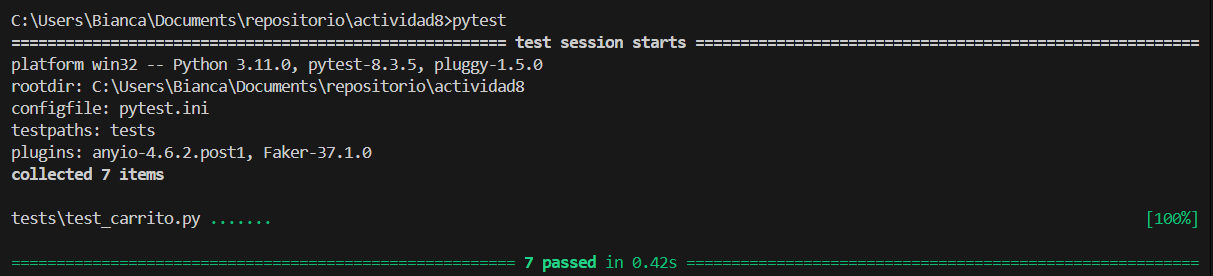 C:\Users\Bianca\Documents\repositorio\actividad8>pytest
======================================================= test session starts ========================================================
platform win32 -- Python 3.11.0, pytest-8.3.5, pluggy-1.5.0
rootdir: C:\Users\Bianca\Documents\repositorio\actividad8
configfile: pytest.ini
testpaths: tests
plugins: anyio-4.6.2.post1, Faker-37.1.0
collected 7 items
tests\test_carrito.py ....... [100%]
======================================================== 7 passed in 0.42s =========================================================